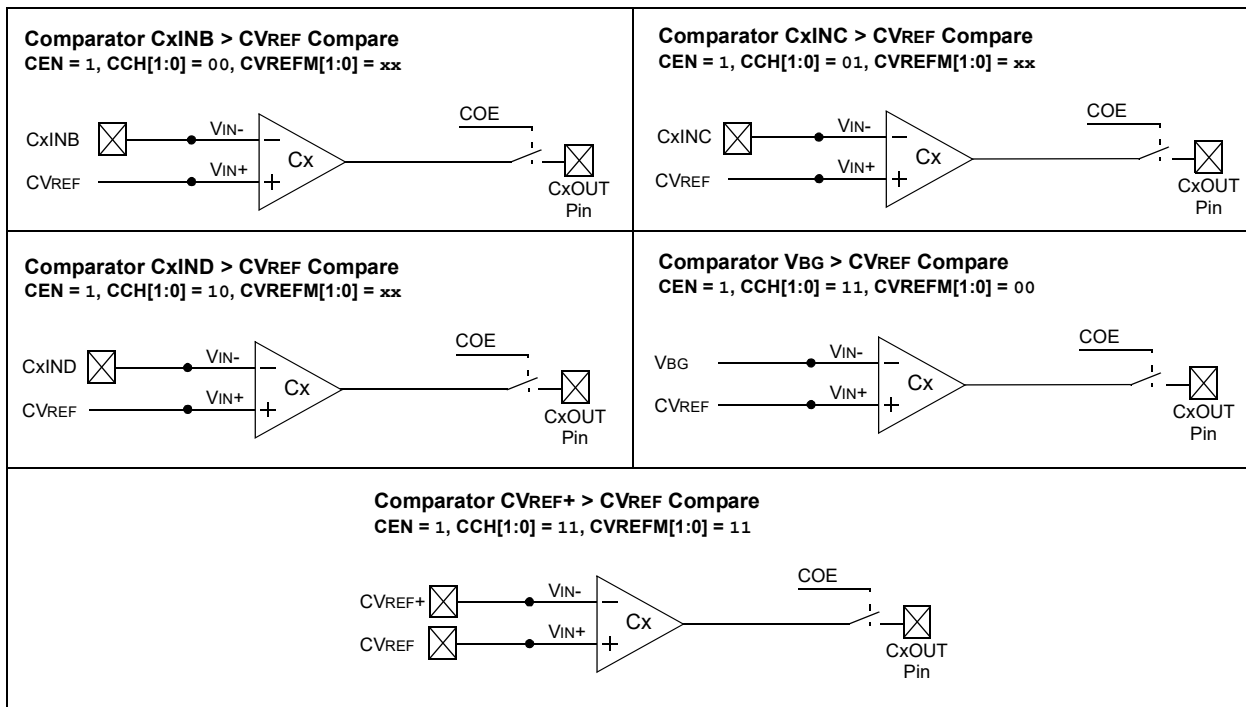 Comparator CxINB > CVREF Compare
CEN = 1, CCH[1:0] = 00, CVREFM[1:0] = xx
COE
CxINB
VIN-
Cx
CVREF
VIN+
CxOUT
Pin
Comparator CxINC > CVREF Compare
CEN = 1, CCH[1:0] = 01, CVREFM[1:0] = xx
COE
CxINC
VIN-
Cx
CVREF
VIN+
CxOUT
Pin
Comparator CxIND > CVREF Compare
CEN = 1, CCH[1:0] = 10, CVREFM[1:0] = xx
COE
CxIND
VIN-
Cx
CVREF
VIN+
CxOUT
Pin
Comparator VBG > CVREF Compare
CEN = 1, CCH[1:0] = 11, CVREFM[1:0] = 00
COE
VBG
VIN-
Cx
CVREF
VIN+
CxOUT
Pin
Comparator CVREF+ > CVREF Compare
CEN = 1, CCH[1:0] = 11, CVREFM[1:0] = 11
COE
CVREF+
VIN-
Cx
CVREF
VIN+
CxOUT
Pin